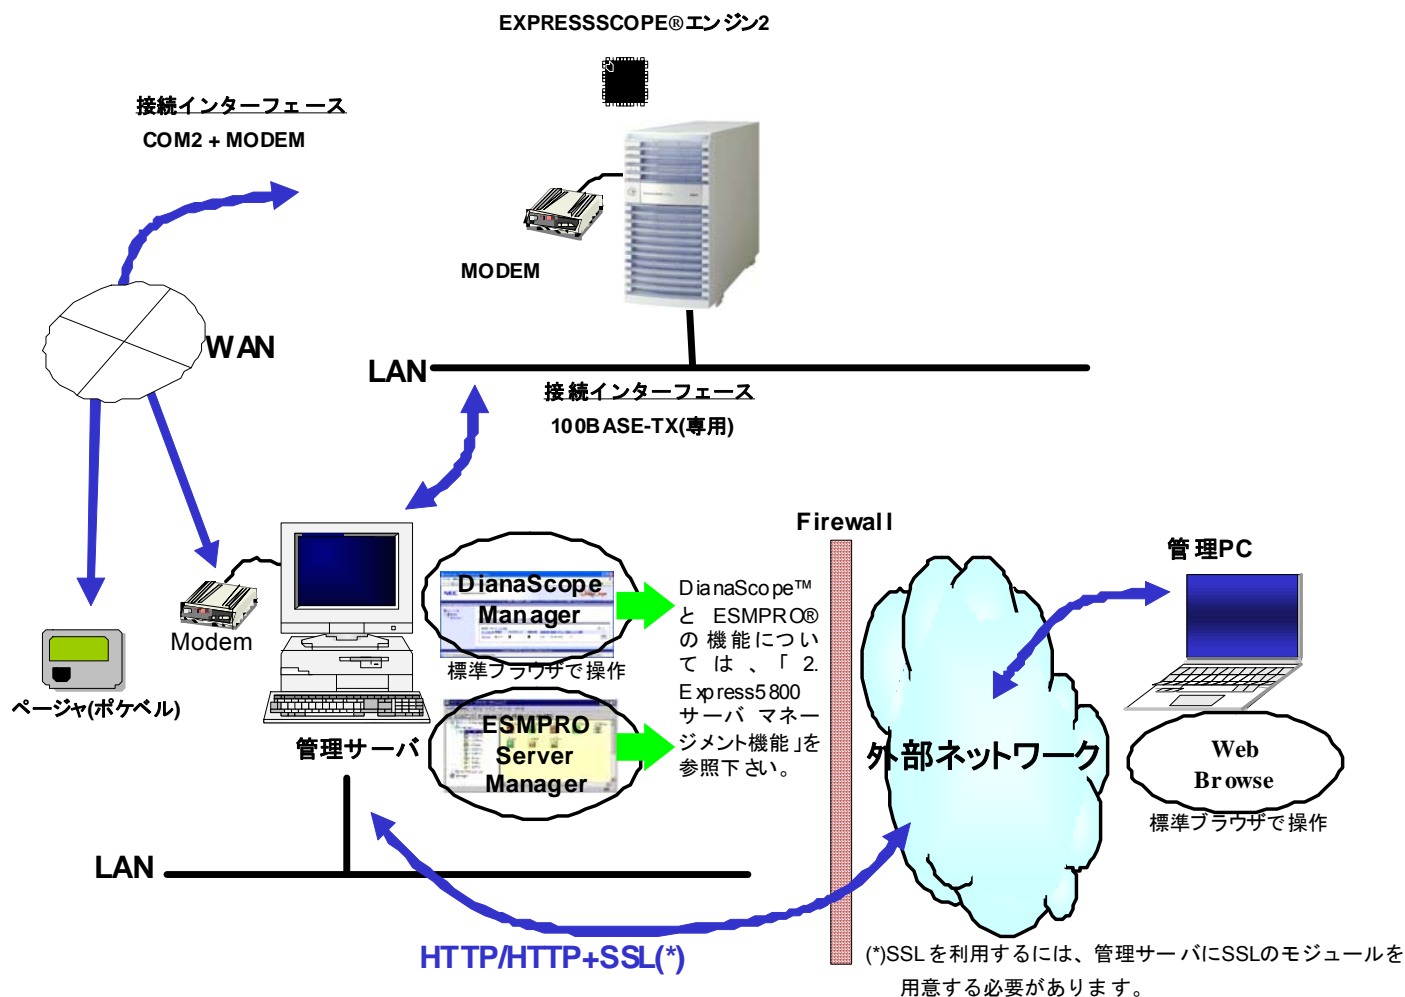 EXPRESSSCOPE®エンジン2
接続インターフェース
COM2 + MODEM
MODEM
WAN
LAN
接続インターフェース
100BASE-TX(専用)
Firewall
管理PC
DianaScope
Manager
標準ブラウザで操作
DianaScope™
と ESMPRO®
の機能につい
ては、「2.
Express5800
サーバ マネー
ジメント機能」を
参照下さい。
Modem
ページャ(ポケベル)
管理サーバ
ESMPRO
Server
Manager
外部ネットワーク
Web
Browse
標準ブラウザで操作
LAN
HTTP/HTTP+SSL(*)
(*)SSLを利用するには、管理サーバにSSLのモジュールを
用意する必要があります。